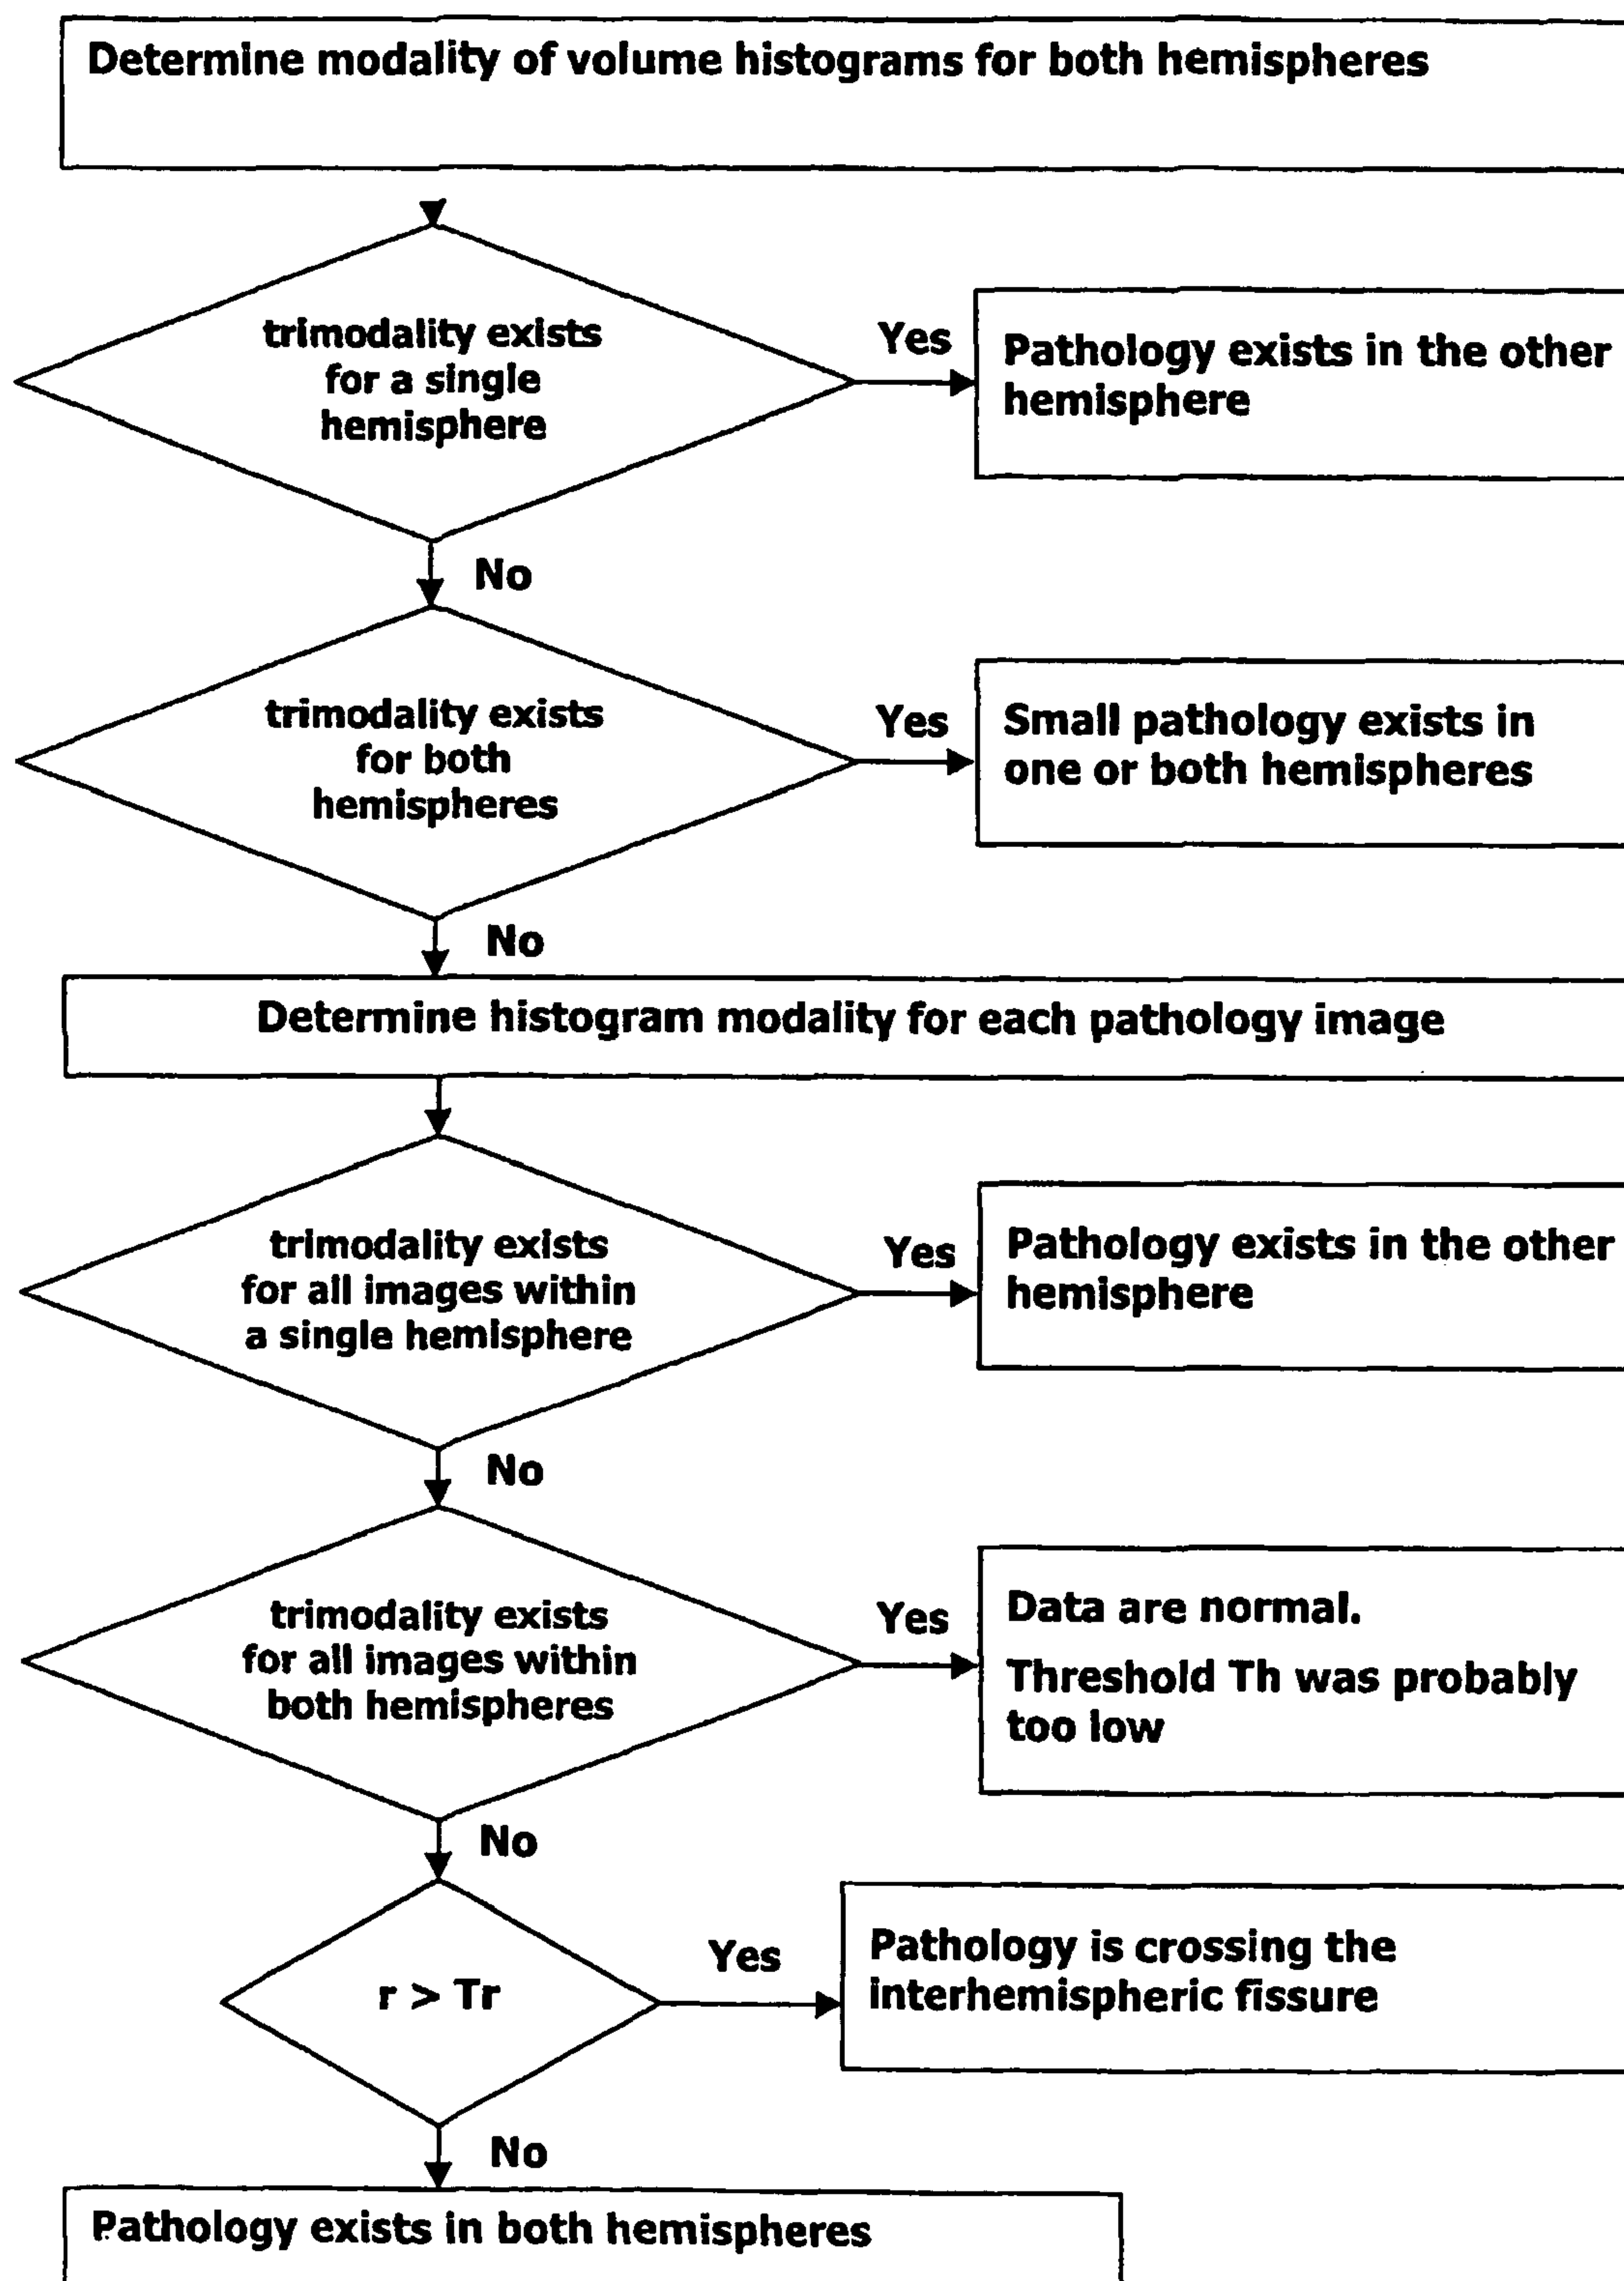 Determine modality of volume histograms for both hemispheres
trimodality exists
for a single
hemisphere
Yes
Pathology exists in the other
hemisphere
No
trimodality exists
for both
hemispheres
Yes
Small pathology exists in
one or both hemispheres
No
Determine histogram modality for each pathology image
trimodality exists
for all images within
a single hemisphere
Yes
Pathology exists in the other
hemisphere
No
trimodality exists
for all images within
both hemispheres
Yes
Data are normal.
Threshold Th was probably
too low
No
r > Tr
Yes
Pathology is crossing the
interhemispheric fissure
No
Pathology exists in both hemispheres